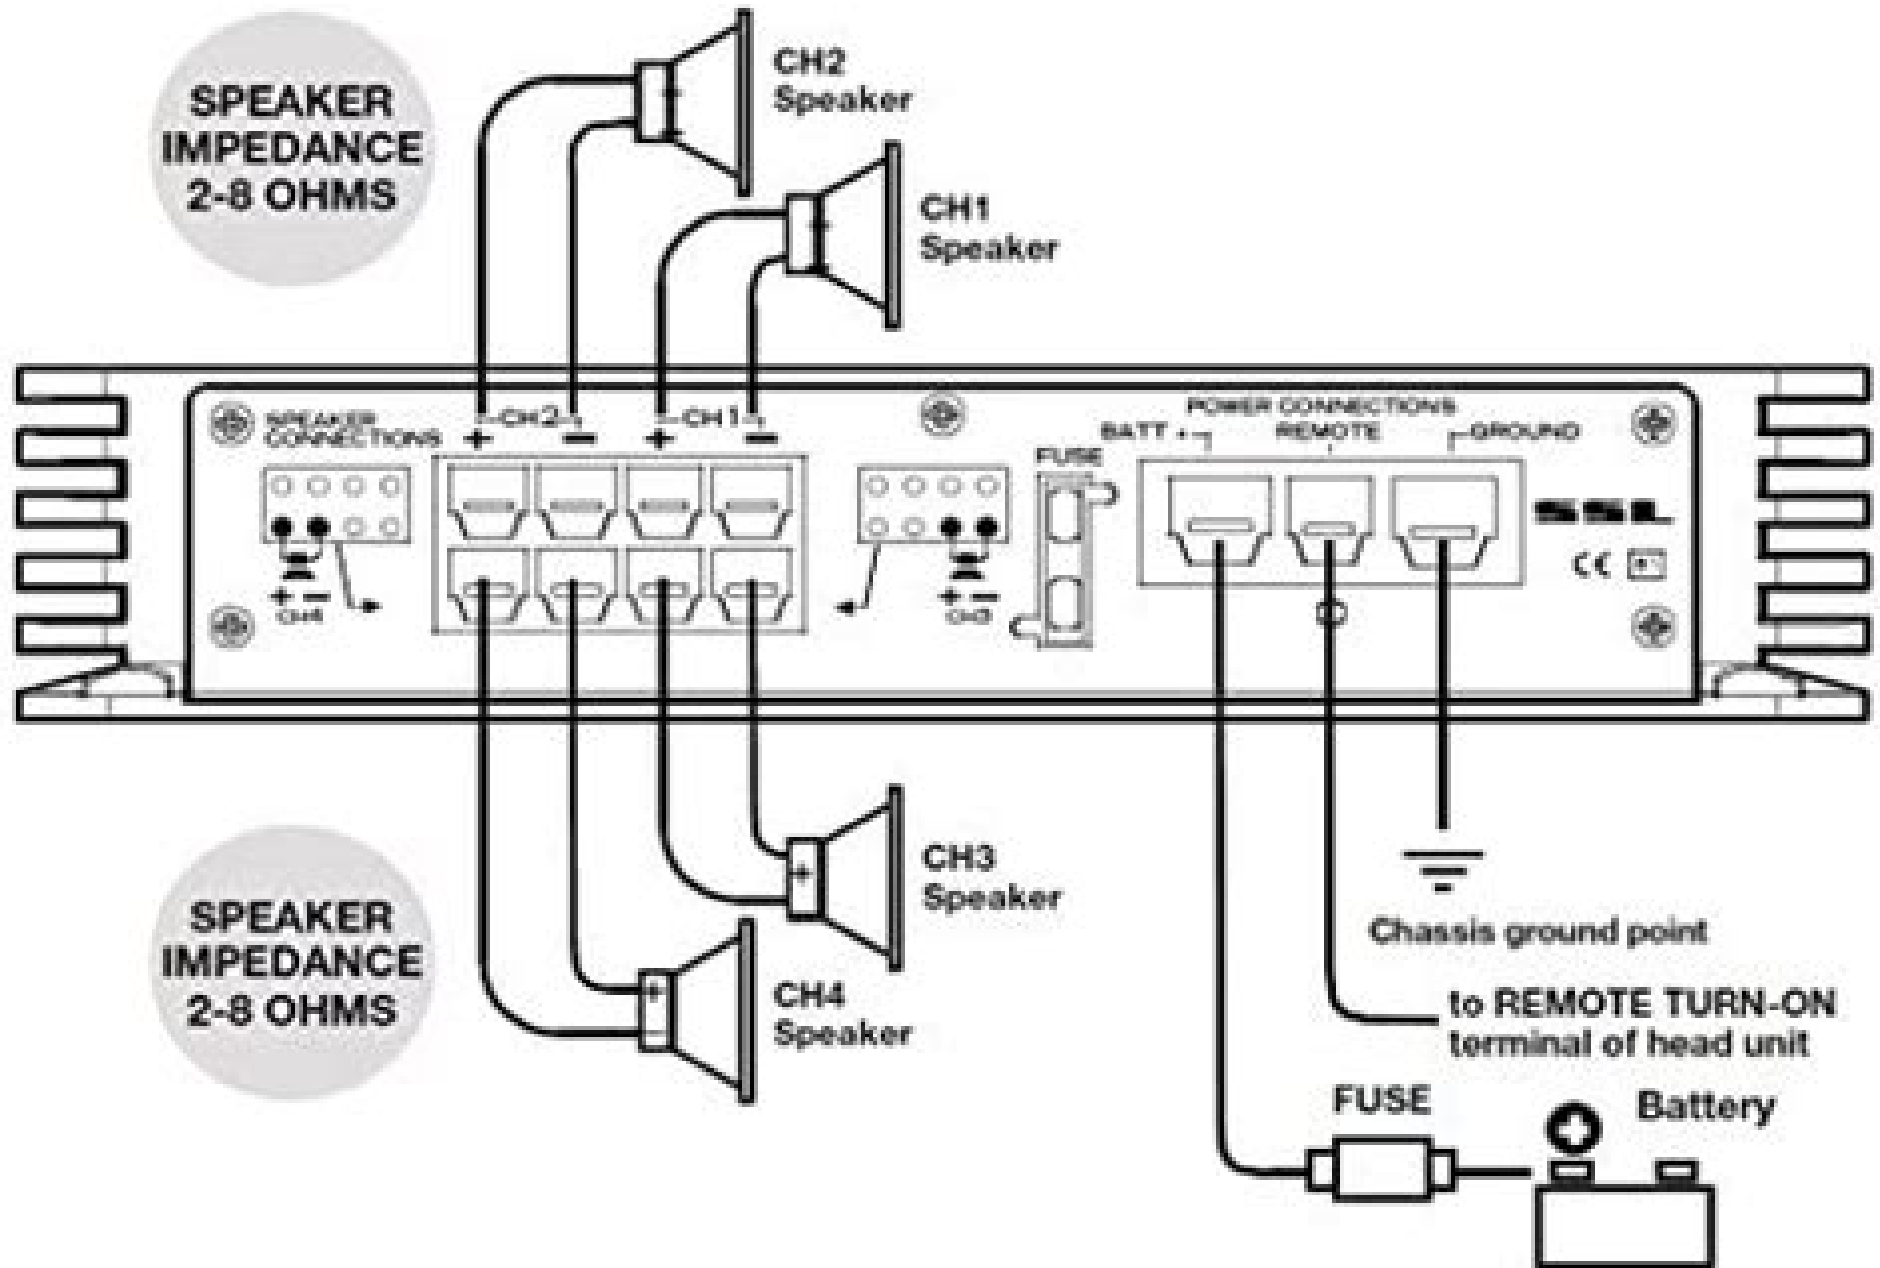 SPEAKER
IMPEDANCE
2-8 OHMS
CH2
Speaker
CH1
Speaker
SPEAKER
CONNECTIONS
CH2
CH1
+
−
+
−
POWER CONNECTIONS
BATT +
REMOTE
GROUND
FUSE
CE
+ −
CH4
+ −
CH3
SPEAKER
IMPEDANCE
2-8 OHMS
CH3
Speaker
CH4
Speaker
Chassis ground point
to REMOTE TURN-ON
terminal of head unit
FUSE
Battery